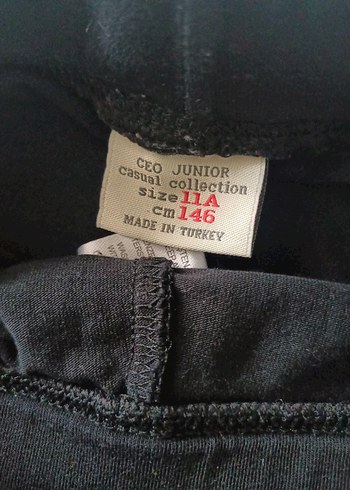 CEO JUNIOR
casual collection
size 11A
cm 146
MADE IN TURKEY